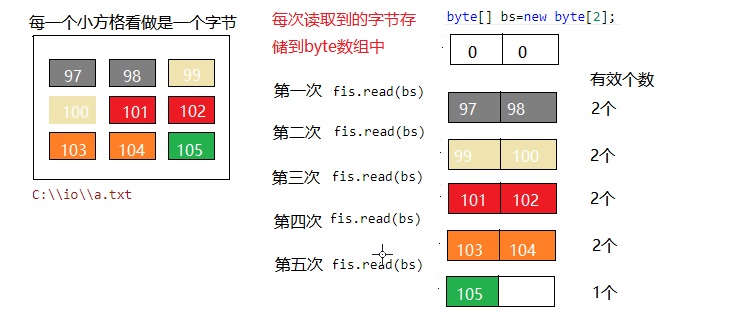 每一个小方格看做是一个字节
97 98 99
100 101 102
103 104 105
C:\\io\\a.txt
每次读取到的字节存
储到byte数组中
byte[] bs=new byte[2];
0 0
有效个数
第一次 fis.read(bs) 97 98 2个
第二次 fis.read(bs) 99 100 2个
第三次 fis.read(bs) 101 102 2个
第四次 fis.read(bs) 103 104 2个
第五次 fis.read(bs) 105 1个